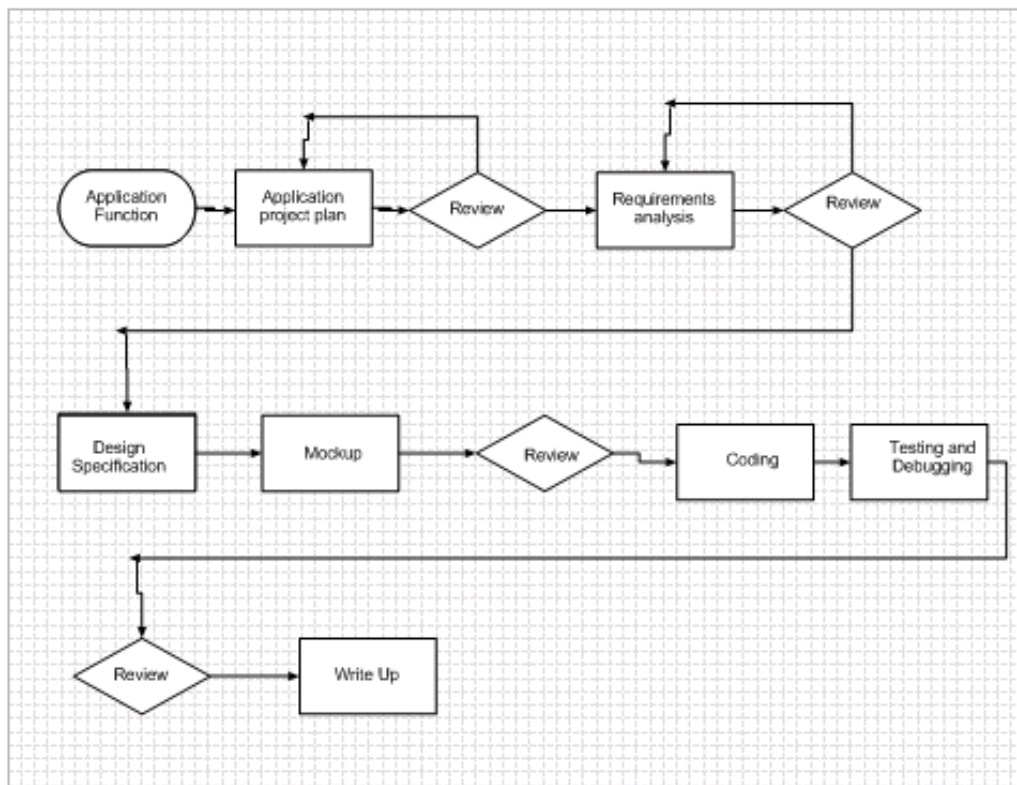 Application
Function
Application
project plan
Review
Requirements
analysis
Review
Design
Specification
Mockup
Review
Coding
Testing and
Debugging
Review
Write Up